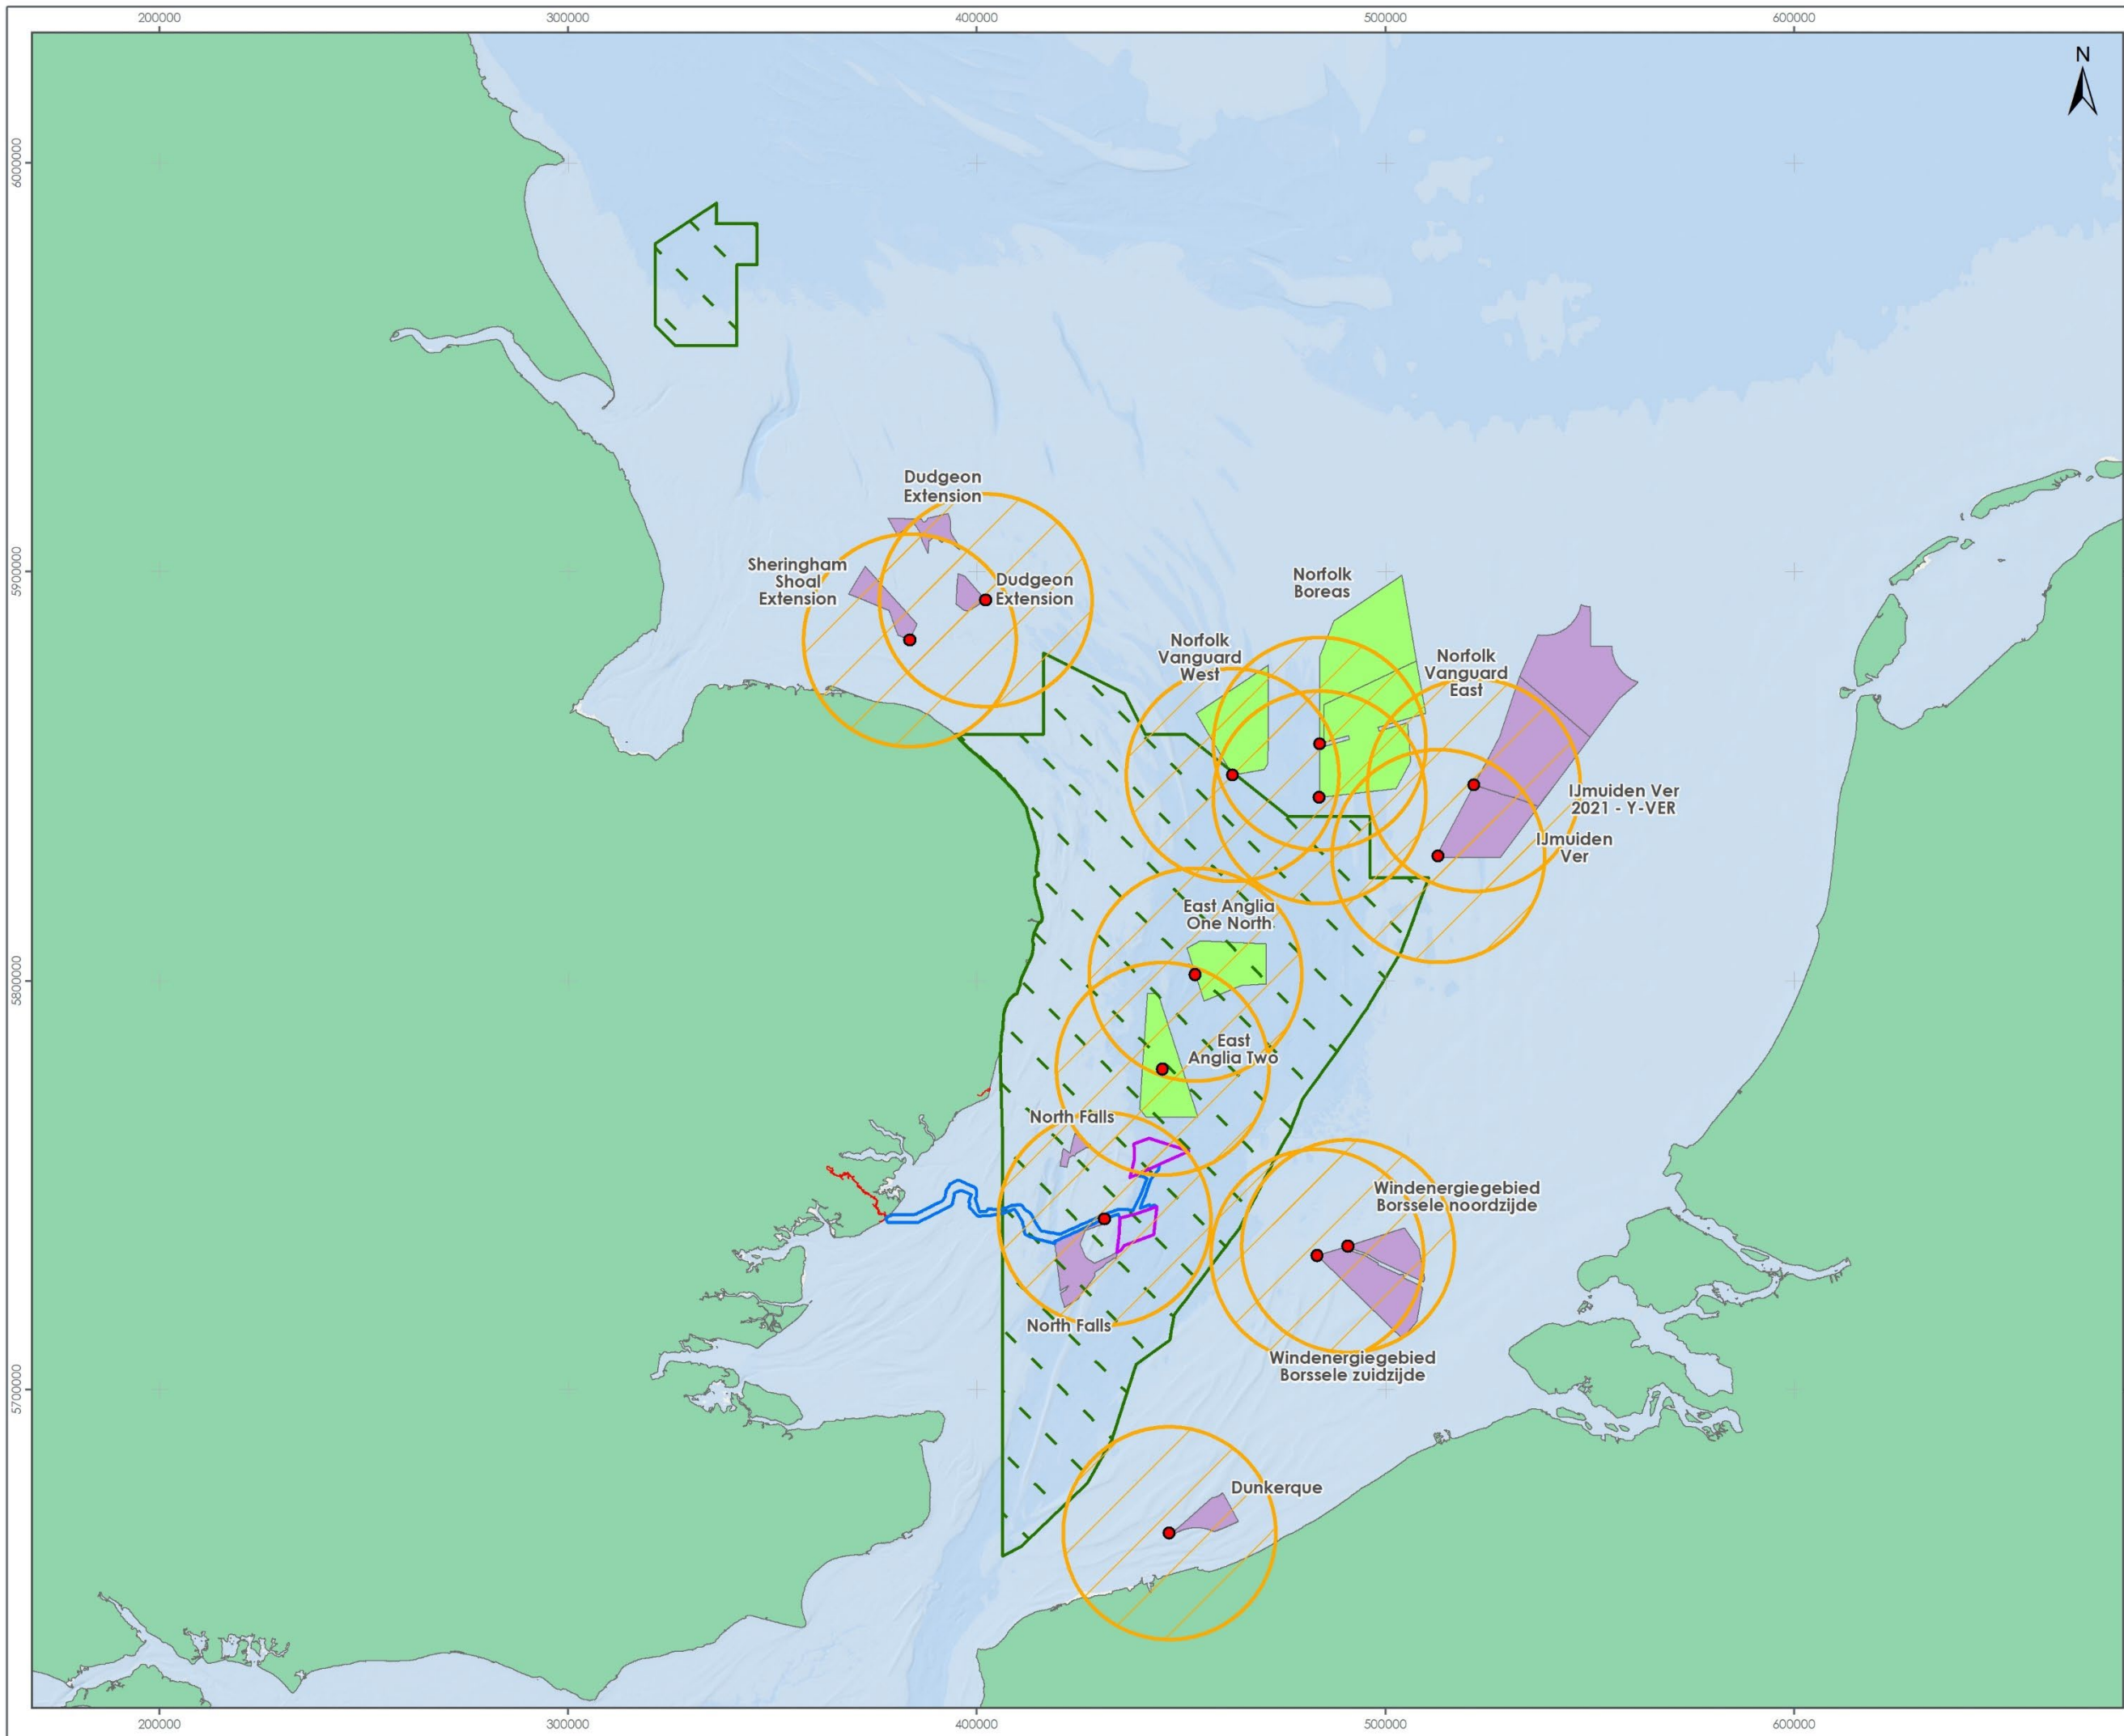 200000
300000
400000
500000
600000
N
6000000
5900000
5800000
5700000
Dudgeon
Extension
Sheringham
Shoal
Extension
Dudgeon
Extension
Norfolk
Boreas
Norfolk
Vanguard
West
Norfolk
Vanguard
East
IJmuiden Ver
2021 - Y-VER
IJmuiden
Ver
East Anglia
One North
East
Anglia Two
North Falls
Windenergiegebied
Borssele noordzijde
North Falls
Windenergiegebied
Borssele zuidzijde
Dunkerque
200000
300000
400000
500000
600000